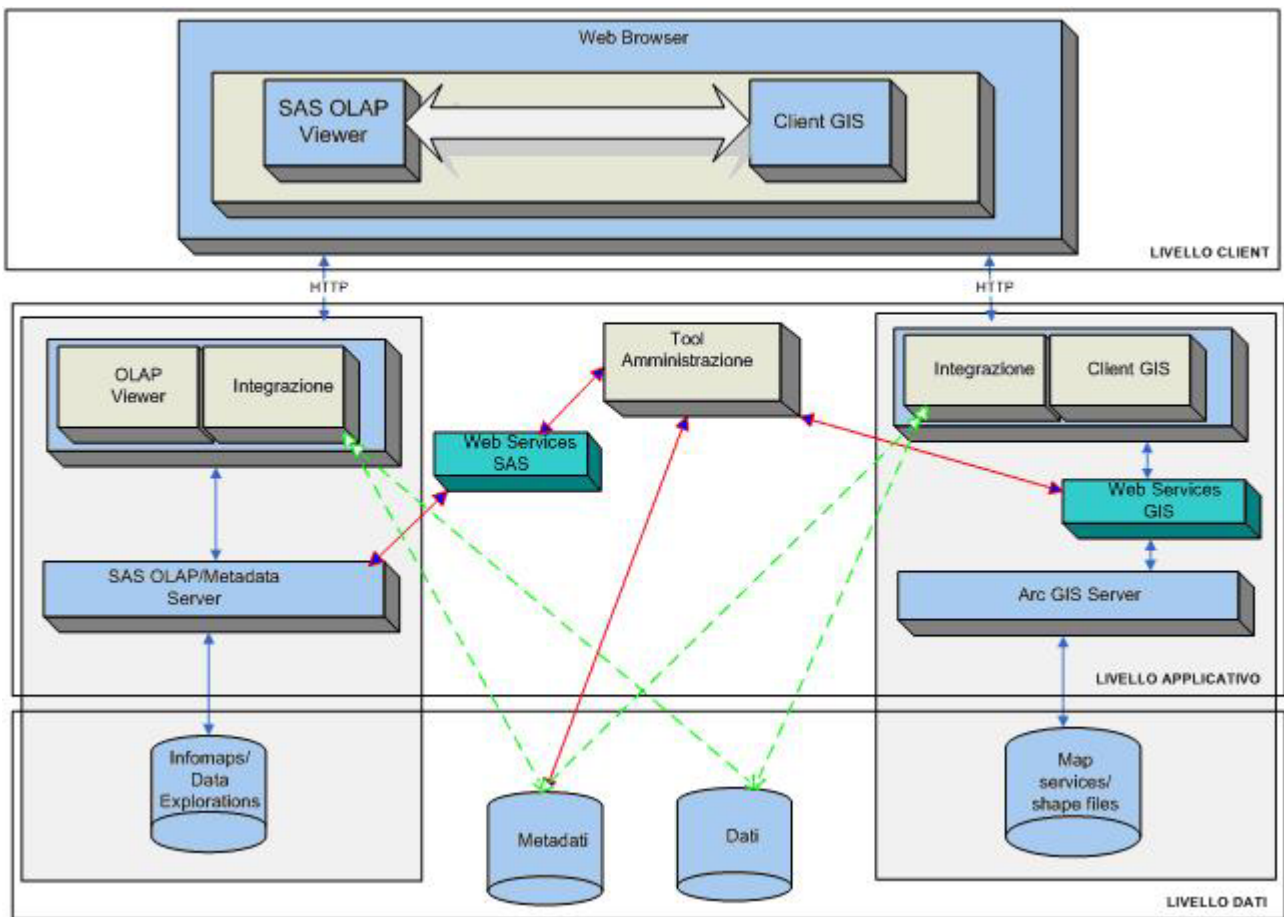 Web Browser
SAS OLAP
Viewer
Client GIS
LIVELLO CLIENT
HTTP
HTTP
OLAP
Viewer
Integrazione
Tool
Amministrazione
Integrazione
Client GIS
Web Services
SAS
Web Services
GIS
SAS OLAP/Metadata
Server
Arc GIS Server
LIVELLO APPLICATIVO
Infomaps/
Data
Explorations
Metadati
Dati
Map
services/
shape files
LIVELLO DATI